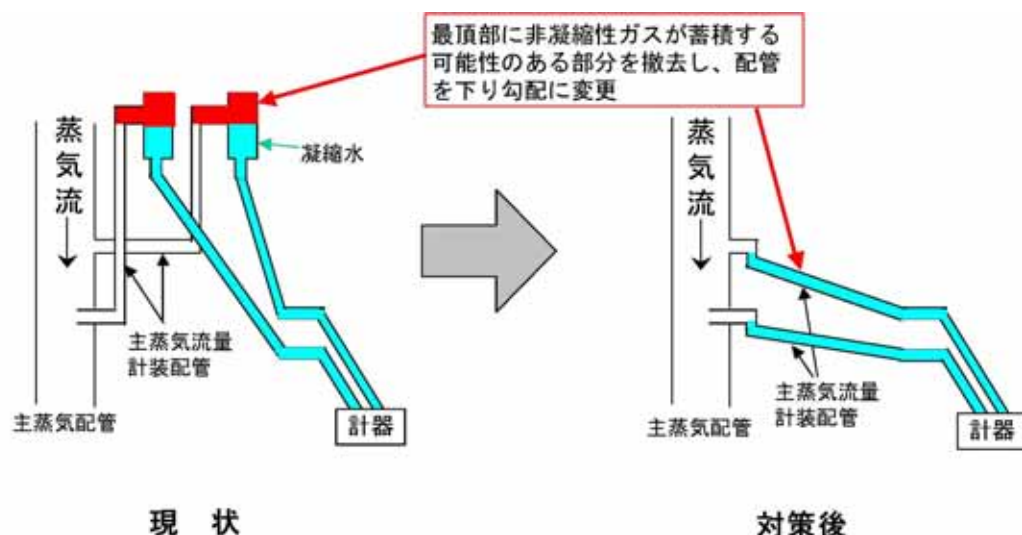 最頂部に非凝縮性ガスが蓄積する
可能性のある部分を撤去し、配管
を下り勾配に変更
蒸気流
凝縮水
主蒸気流量
計装配管
主蒸気配管
計器
現 状
蒸気流
主蒸気流量
計装配管
主蒸気配管
計器
対策後